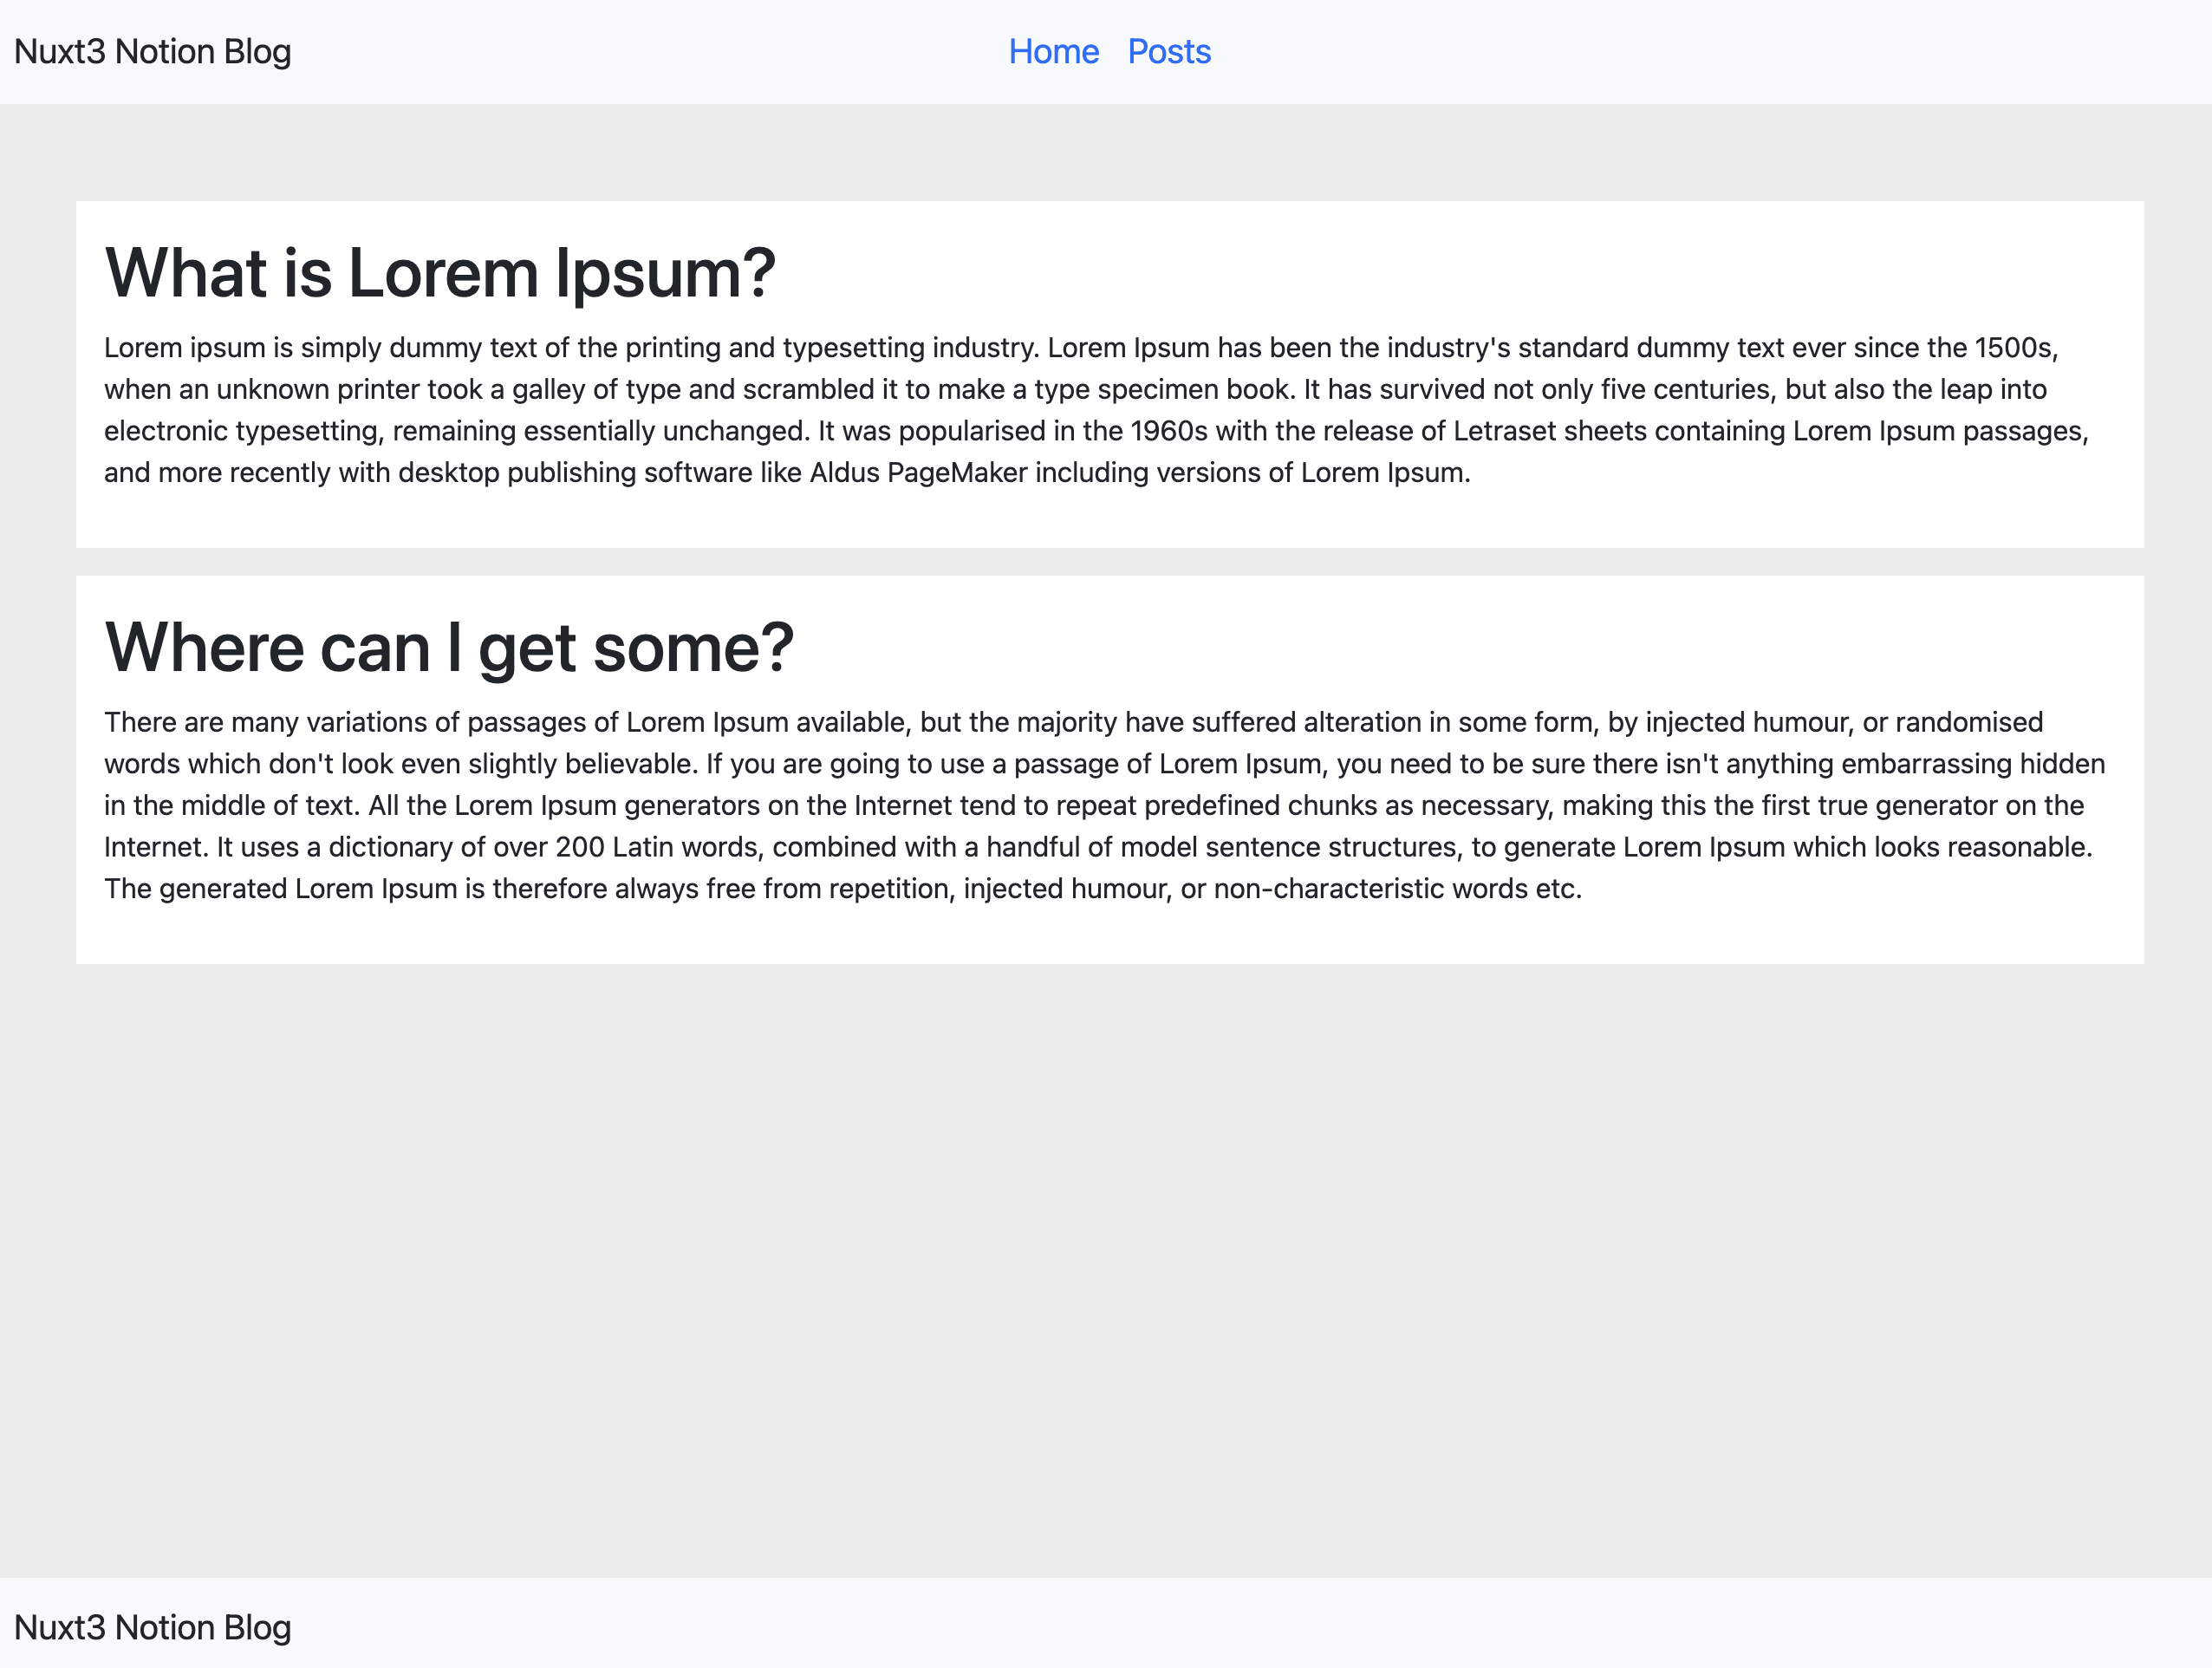 Nuxt3 Notion Blog
Home Posts
What is Lorem Ipsum?
Lorem ipsum is simply dummy text of the printing and typesetting industry. Lorem Ipsum has been the industry's standard dummy text ever since the 1500s,
when an unknown printer took a galley of type and scrambled it to make a type specimen book. It has survived not only five centuries, but also the leap into
electronic typesetting, remaining essentially unchanged. It was popularised in the 1960s with the release of Letraset sheets containing Lorem Ipsum passages,
and more recently with desktop publishing software like Aldus PageMaker including versions of Lorem Ipsum.
Where can I get some?
There are many variations of passages of Lorem Ipsum available, but the majority have suffered alteration in some form, by injected humour, or randomised
words which don't look even slightly believable. If you are going to use a passage of Lorem Ipsum, you need to be sure there isn't anything embarrassing hidden
in the middle of text. All the Lorem Ipsum generators on the Internet tend to repeat predefined chunks as necessary, making this the first true generator on the
Internet. It uses a dictionary of over 200 Latin words, combined with a handful of model sentence structures, to generate Lorem Ipsum which looks reasonable.
The generated Lorem Ipsum is therefore always free from repetition, injected humour, or non-characteristic words etc.
Nuxt3 Notion Blog